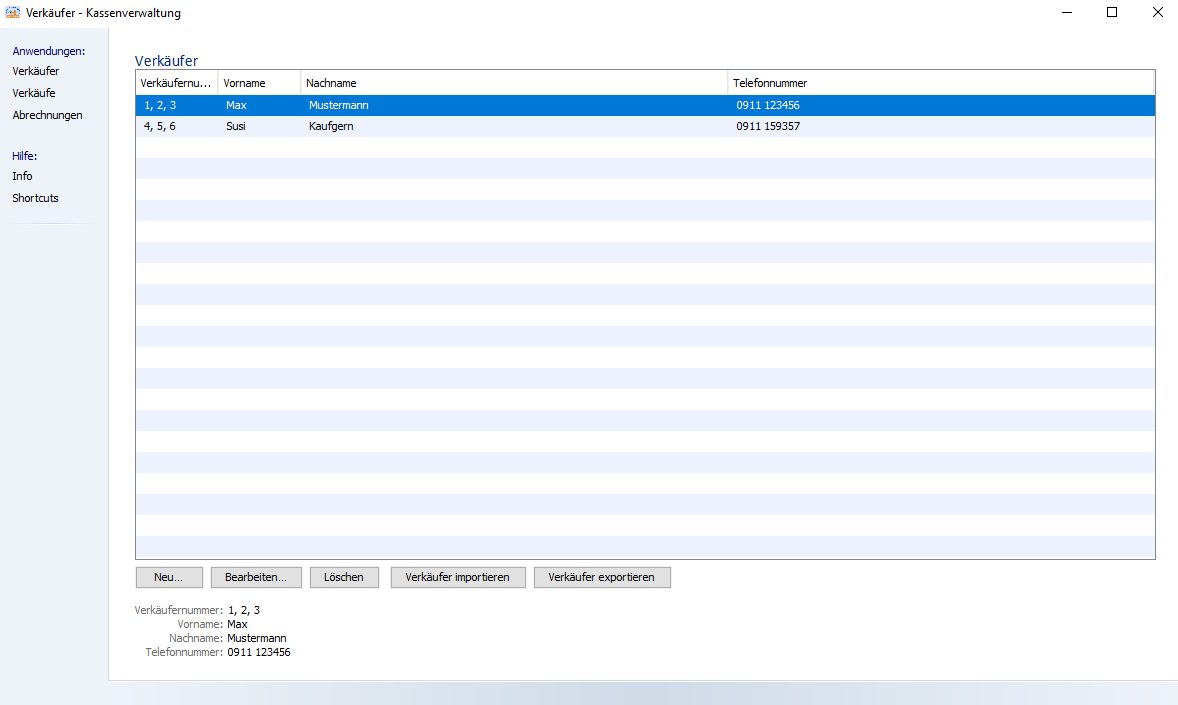 Verkäufer - Kassenverwaltung
Anwendungen:
Verkäufer
Verkäufe
Abrechnungen
Hilfe:
Info
Shortcuts
Verkäufer
Verkäufernu... Vorname Nachname Telefonnummer
1, 2, 3 Max Mustermann 0911 123456
4, 5, 6 Susi Kaufgern 0911 159357
Neu... Bearbeiten... Löschen Verkäufer importieren Verkäufer exportieren
Verkäufernummer: 1, 2, 3
Vorname: Max
Nachname: Mustermann
Telefonnummer: 0911 123456